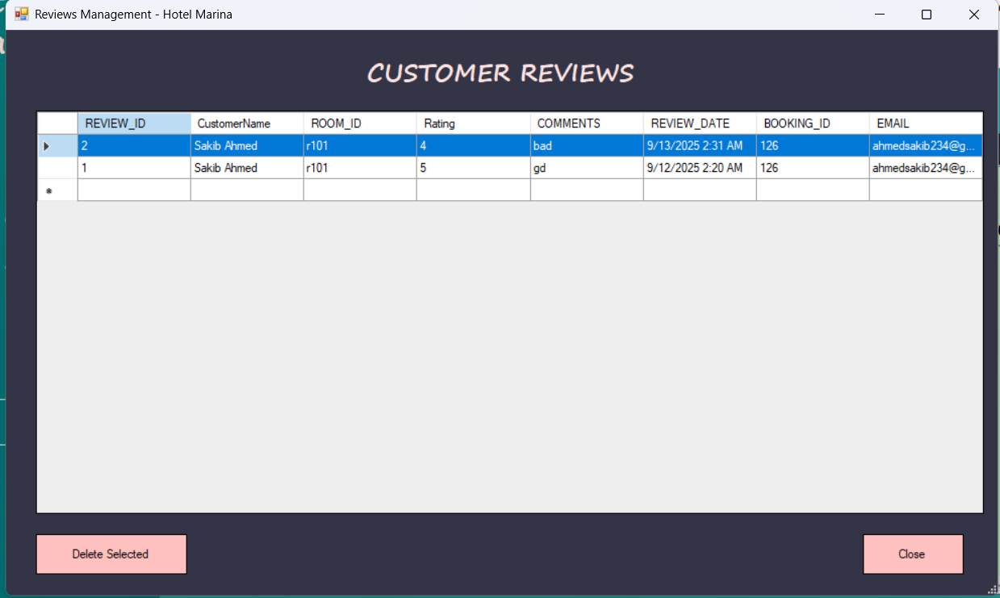 Reviews Management - Hotel Marina
CUSTOMER REVIEWS
REVIEW_ID CustomerName ROOM_ID Rating COMMENTS REVIEW_DATE BOOKING_ID EMAIL
2 Sakib Ahmed r101 4 bad 9/13/2025 2:31 AM 126 ahmedsakib234@g...
1 Sakib Ahmed r101 5 gd 9/12/2025 2:20 AM 126 ahmedsakib234@g...
Delete Selected Close